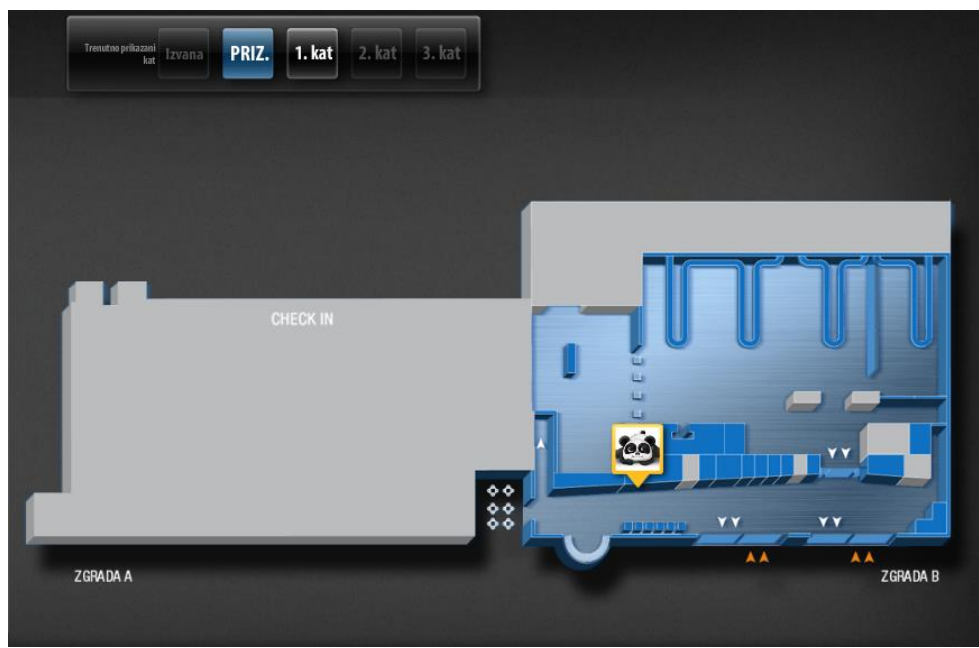 Trenutno prikazani
kat
Izvana
PRIZ.
1. kat
2. kat
3. kat
CHECK IN
ZGRADA A
ZGRADA B